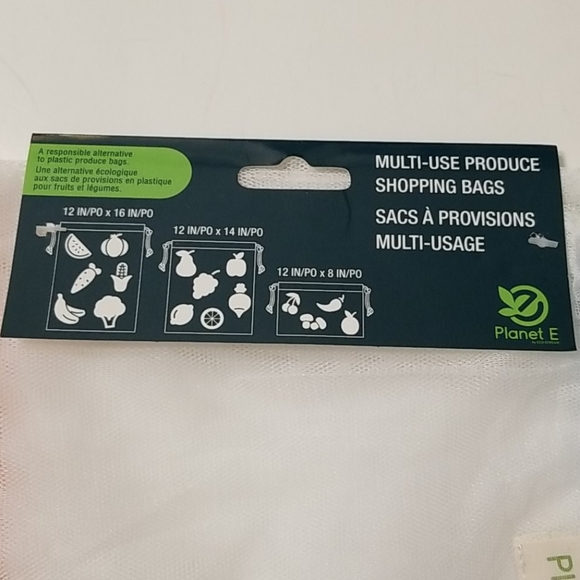 A responsible alternative
to plastic produce bags.
Une alternative écologique
aux sacs de provisions en plastique
pour fruits et légumes.
MULTI-USE PRODUCE
SHOPPING BAGS
SACS À PROVISIONS
MULTI-USAGE
12 IN/PO x 16 IN/PO
12 IN/PO x 14 IN/PO
12 IN/PO x 8 IN/PO
Planet E